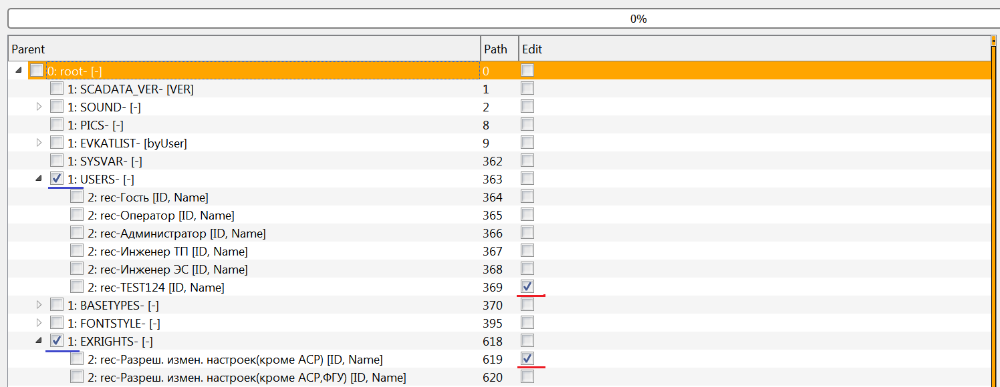 0%
Parent Path Edit
0: root- [-] 0
1: SCADATA_VER- [VER] 1
1: SOUND- [-] 2
1: PICS- [-] 8
1: EVKATLIST- [byUser] 9
1: SYSVAR- [-] 362
1: USERS- [-] 363
2: rec-Гость [ID, Name] 364
2: rec-Оператор [ID, Name] 365
2: rec-Администратор [ID, Name] 366
2: rec-Инженер ТП [ID, Name] 367
2: rec-Инженер ЭС [ID, Name] 368
2: rec-TEST124 [ID, Name] 369
1: BASETYPES- [-] 370
1: FONTSTYLE- [-] 395
1: EXRIGHTS- [-] 618
2: rec-Разреш. измен. настроек(кроме АСР) [ID, Name] 619
2: rec-Разреш. измен. настроек(кроме АСР,ФГУ) [ID, Name] 620